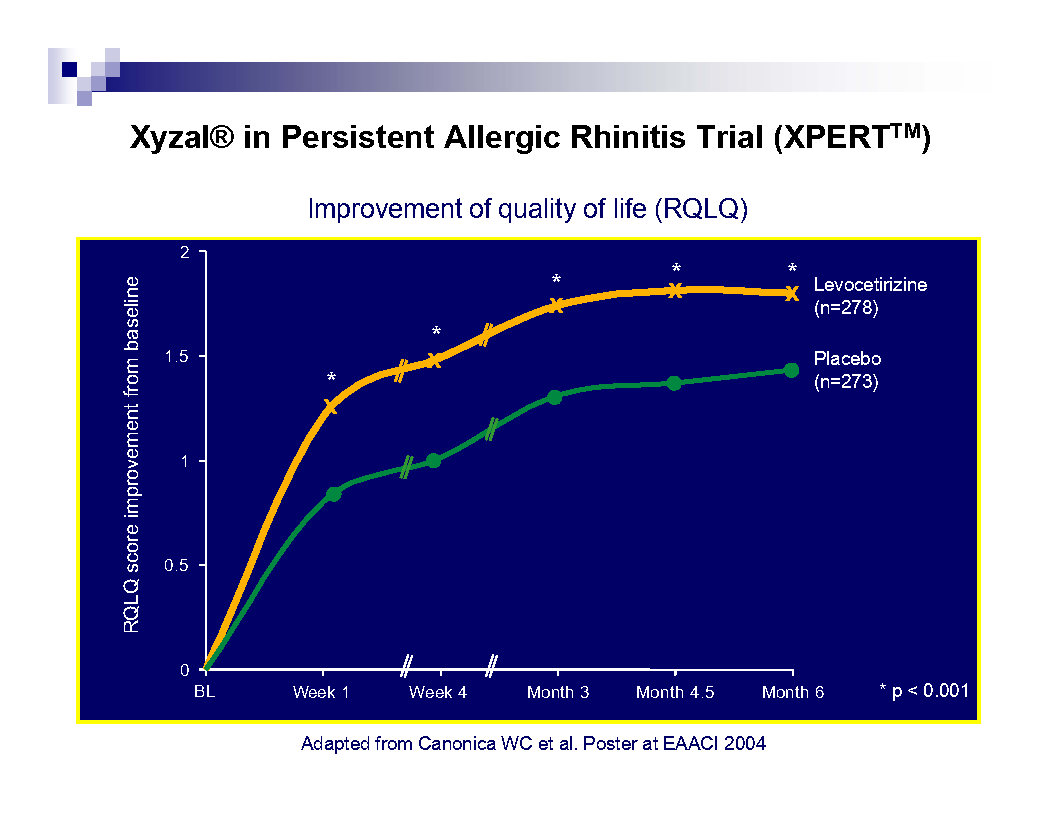 Xyzal® in Persistent Allergic Rhinitis Trial (XPERT™)
Improvement of quality of life (RQLQ)
RQLQ score improvement from baseline
2
1.5
1
0.5
0
*
*
*
*
*
Levocetirizine
(n=278)
Placebo
(n=273)
BL
Week 1
Week 4
Month 3
Month 4.5
Month 6
* p < 0.001
Adapted from Canonica WC et al. Poster at EAACI 2004